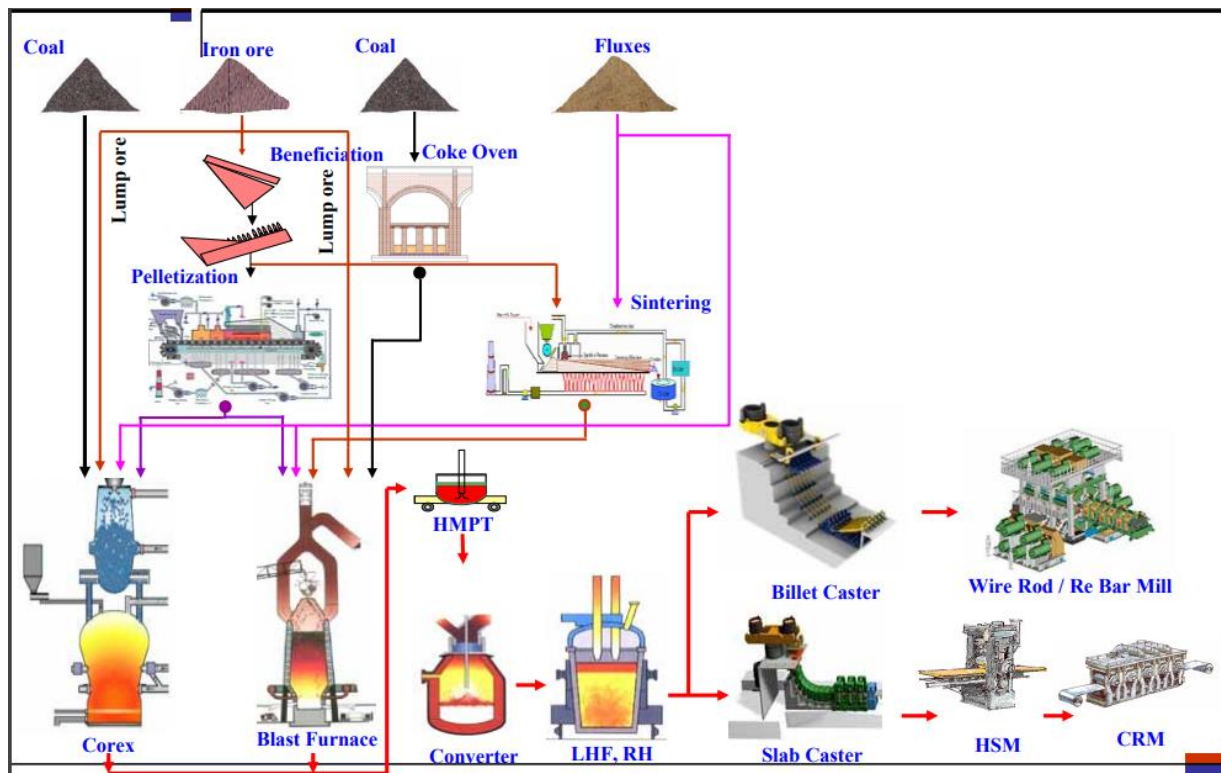 Coal
Iron ore
Coal
Fluxes
Lump ore
Beneficiation
Lump ore
Coke Oven
Pelletization
Sintering
HMPT
Billet Caster
Wire Rod / Re Bar Mill
Corex
Blast Furnace
Converter
LHF, RH
Slab Caster
HSM
CRM